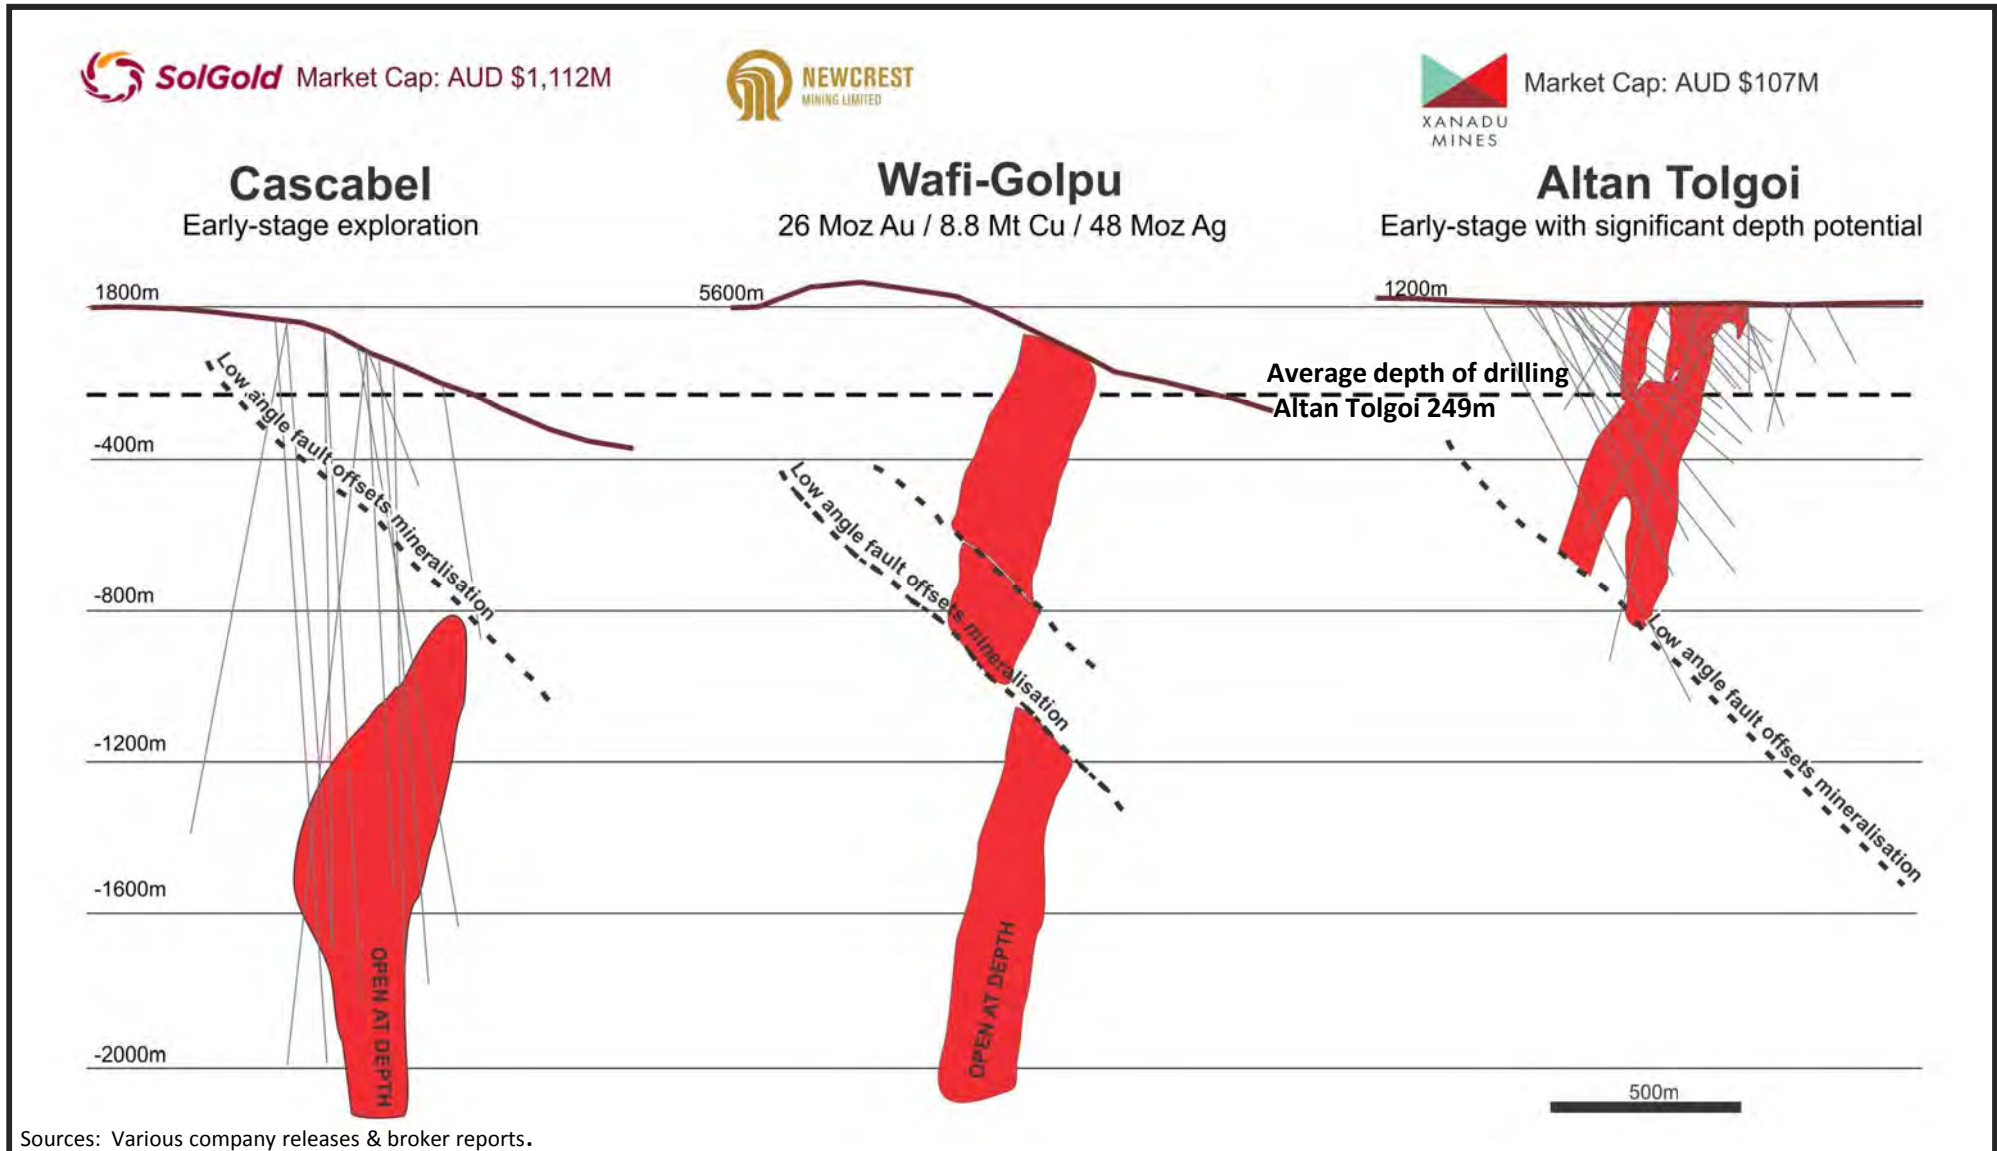 SolGold Market Cap: AUD $1,112M
NEWCREST
MINING LIMITED
XANADU
MINES
Market Cap: AUD $107M
Cascabel
Early-stage exploration
Wafi-Golpu
26 Moz Au / 8.8 Mt Cu / 48 Moz Ag
Altan Tolgoi
Early-stage with significant depth potential
1800m
5600m
1200m
Average depth of drilling
Altan Tolgoi 249m
Low angle fault offsets mineralisation
Low angle fault offsets mineralisation
Low angle fault offsets mineralisation
-400m
-800m
-1200m
-1600m
-2000m
OPEN AT DEPTH
OPEN AT DEPTH
500m
Sources: Various company releases & broker reports.